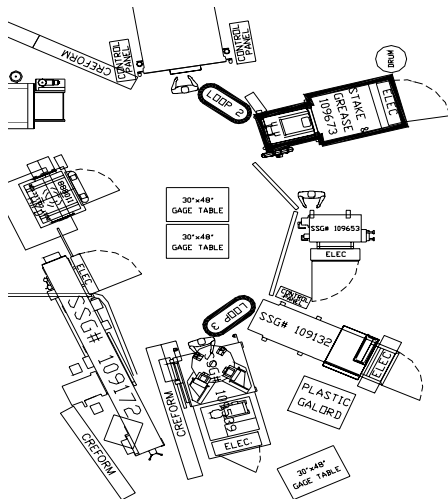 CREFORM
CONTROL
PANEL
CONTROL
PANEL
DRUM
LOOP 2
STAKE &
GREASE
109673
ELEC
30"x48"
GAGE TABLE
30"x48"
GAGE TABLE
SSG# 109653
ELEC
ELEC
SSG# 109172
CONTROL
PANEL
LOOP 3
SSG# 109132
ELEC
CREFORM
ELEC.
PLASTIC
GALORD
CREFORM
30"x48"
GAGE TABLE